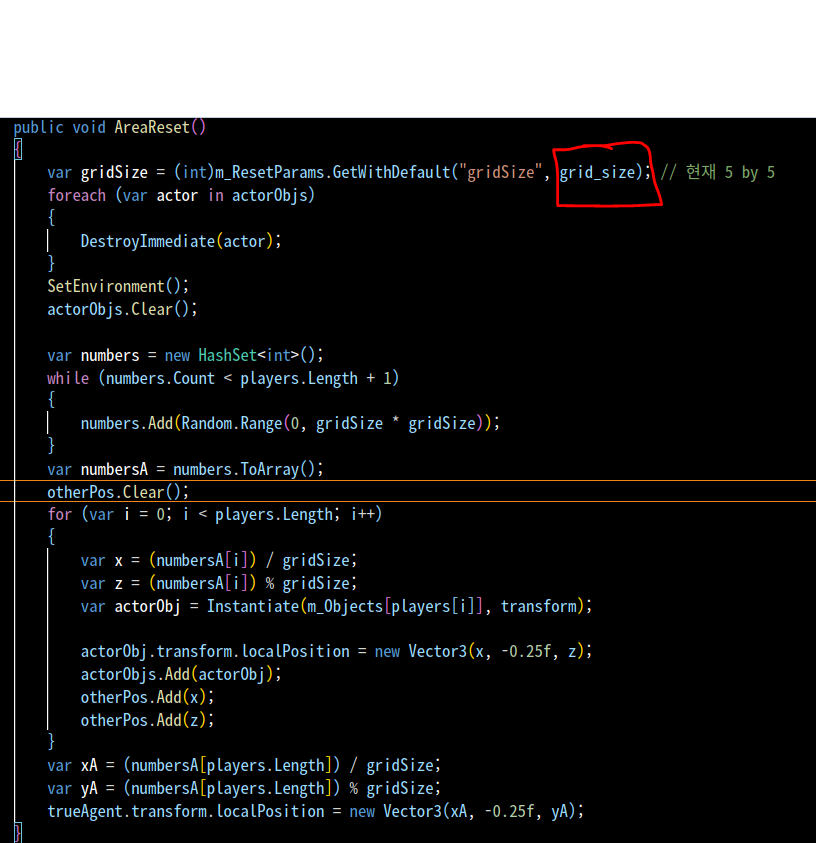 public void AreaReset()
{
var gridSize = (int)m_ResetParams.GetWithDefault("gridSize", grid_size); // 현재 5 by 5
foreach (var actor in actorObjs)
{
DestroyImmediate(actor);
}
SetEnvironment();
actorObjs.Clear();
var numbers = new HashSet<int>();
while (numbers.Count < players.Length + 1)
{
numbers.Add(Random.Range(0, gridSize * gridSize));
}
var numbersA = numbers.ToArray();
otherPos.Clear();
for (var i = 0; i < players.Length; i++)
{
var x = (numbersA[i]) / gridSize;
var z = (numbersA[i]) % gridSize;
var actorObj = Instantiate(m_Objects[players[i]], transform);
actorObj.transform.localPosition = new Vector3(x, -0.25f, z);
actorObjs.Add(actorObj);
otherPos.Add(x);
otherPos.Add(z);
}
var xA = (numbersA[players.Length]) / gridSize;
var yA = (numbersA[players.Length]) % gridSize;
trueAgent.transform.localPosition = new Vector3(xA, -0.25f, yA);
}